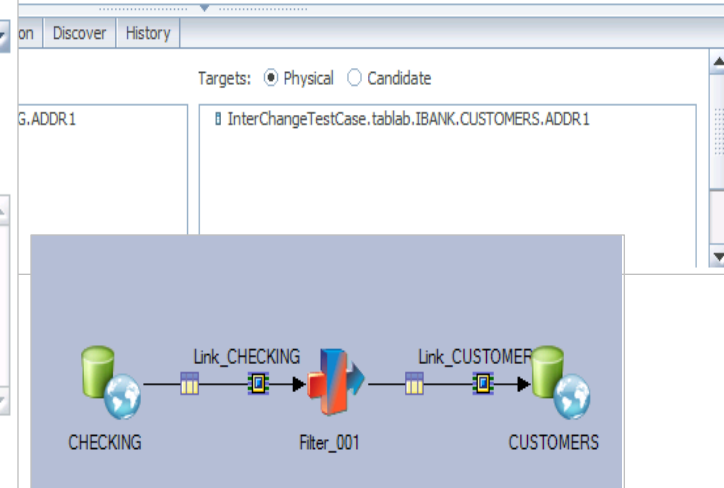 on Discover History
Targets: Physical Candidate
G.ADDR1 InterChangeTestCase.tablab.IBANK.CUSTOMERS.ADDR1
Link_CHECKING Link_CUSTOMER
CHECKING Filter_001 CUSTOMERS